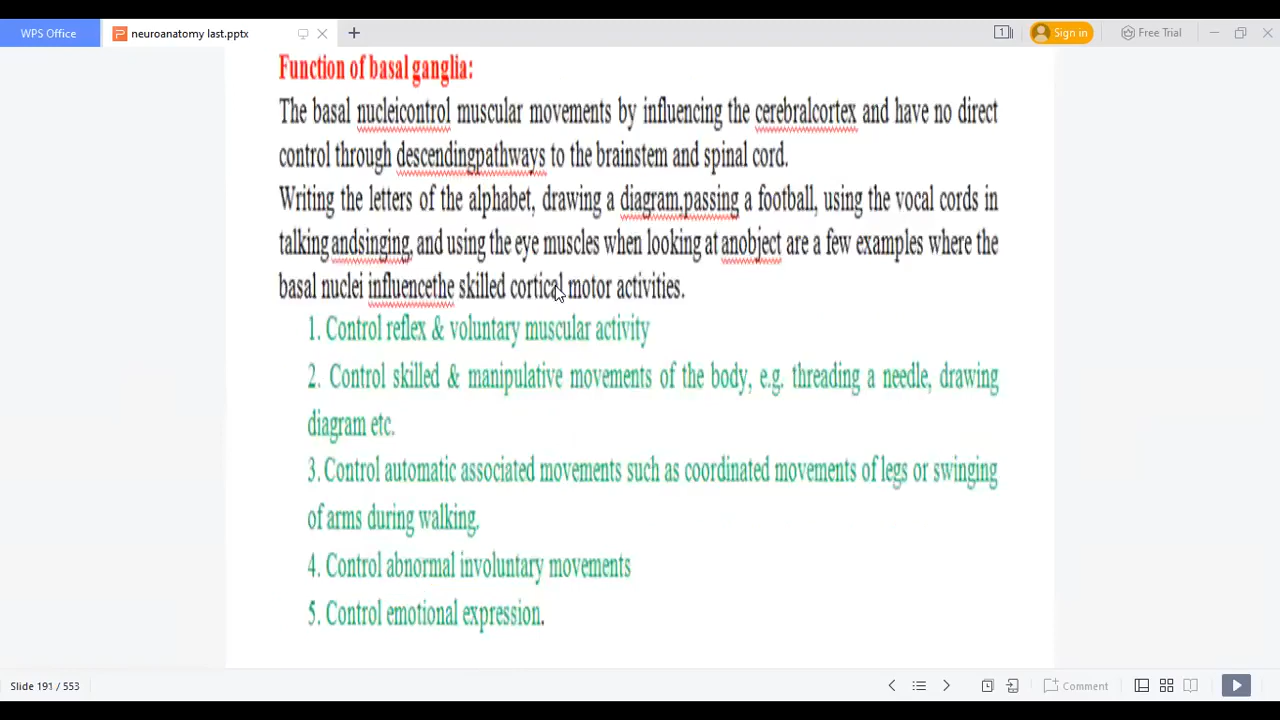 WPS Office
neuroanatomy last.pptx
1
Sign in
Free Trial
Function of basal ganglia:
The basal nucleicontrol muscular movements by influencing the cerebralcortex and have no direct
control through descendingpathways to the brainstem and spinal cord.
Writing the letters of the alphabet, drawing a diagram,passing a football, using the vocal cords in
talking andsinging, and using the eye muscles when looking at anobject are a few examples where the
basal nuclei influencethe skilled cortical motor activities.
1. Control reflex & voluntary muscular activity
2. Control skilled & manipulative movements of the body, e.g. threading a needle, drawing
diagram etc.
3. Control automatic associated movements such as coordinated movements of legs or swinging
of arms during walking.
4. Control abnormal involuntary movements
5. Control emotional expression.
Slide 191 / 553
Comment